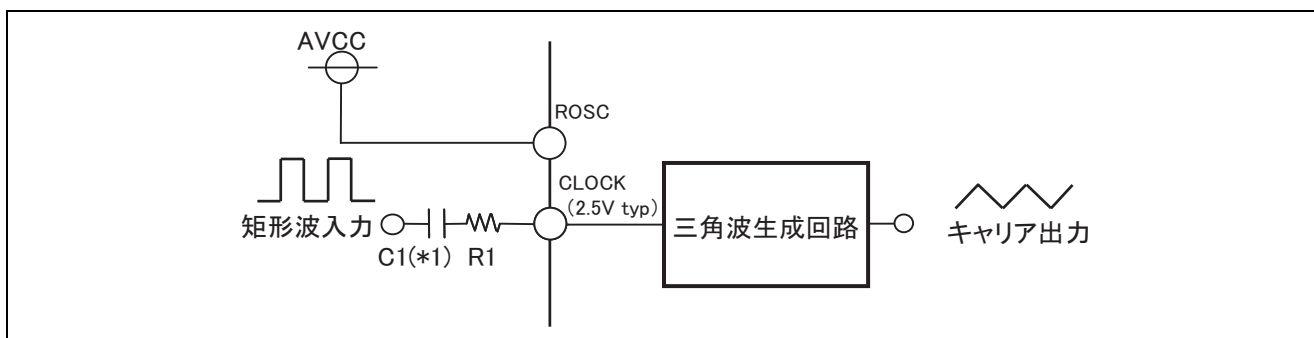 AVCC
ROSC
CLOCK
(2.5V typ)
矩形波入力
C1(*1) R1
三角波生成回路
キャリア出力